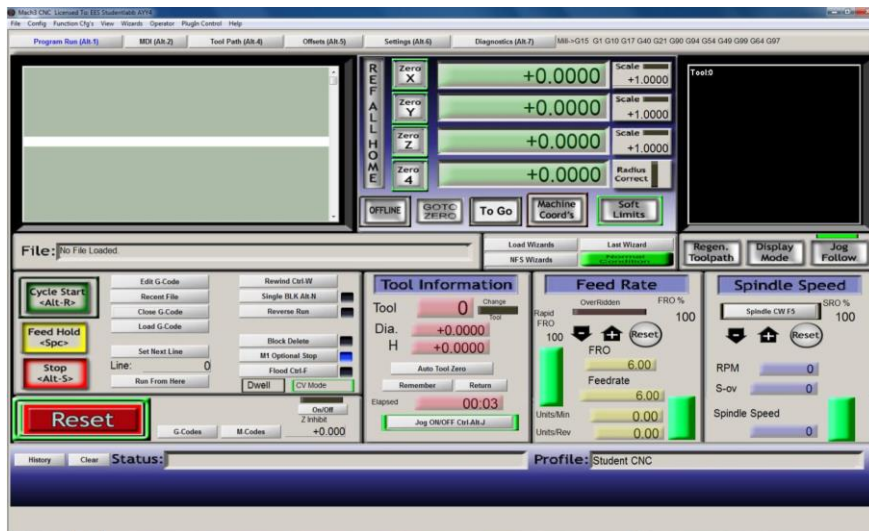 Mach3 CNC Licensed To: EES Studentlabb AYY4
File Config Function Cfg's View Wizards Operator PlugIn Control Help
Program Run (Alt-1) MDI (Alt-2) Tool Path (Alt-4) Offsets (Alt-5) Settings (Alt-6) Diagnostics (Alt-7) Mill->G15 G1 G10 G17 G40 G21 G90 G94 G54 G49 G99 G64 G97
REF ALL HOME
Zero X +0.0000 Scale +1.0000
Zero Y +0.0000 Scale +1.0000
Zero Z +0.0000 Scale +1.0000
Zero 4 +0.0000 Radius Correct
OFFLINE GOTO ZERO To Go Machine Coord's Soft Limits
Tool:0
File: No File Loaded.
Load Wizards Last Wizard
NFS Wizards Normal Condition
Regen. Toolpath Display Mode Jog Follow
Cycle Start <Alt-R>
Feed Hold <Spc>
Stop <Alt-S>
Edit G-Code Rewind Ctrl-W
Recent File Single BLK Alt-N
Close G-Code Reverse Run
Load G-Code
Block Delete
Set Next Line M1 Optional Stop
Line: 0 Flood Ctrl-F
Run From Here Dwell CV Mode
Reset
G-Codes M-Codes
On/Off
Z Inhibit
+0.000
Tool Information
Tool 0 Change Tool
Dia. +0.0000
H +0.0000
Auto Tool Zero
Remember Return
Elapsed 00:03
Jog ON/OFF Ctrl-Alt-J
Feed Rate
OverRidden FRO %
Rapid FRO 100 Reset 100
FRO
6.00
Feedrate
6.00
Units/Min 0.00
Units/Rev 0.00
Spindle Speed
Spindle CW F5 SRO %
100
Reset
RPM 0
S-ov 0
Spindle Speed
0
History Clear Status: Profile: Student CNC